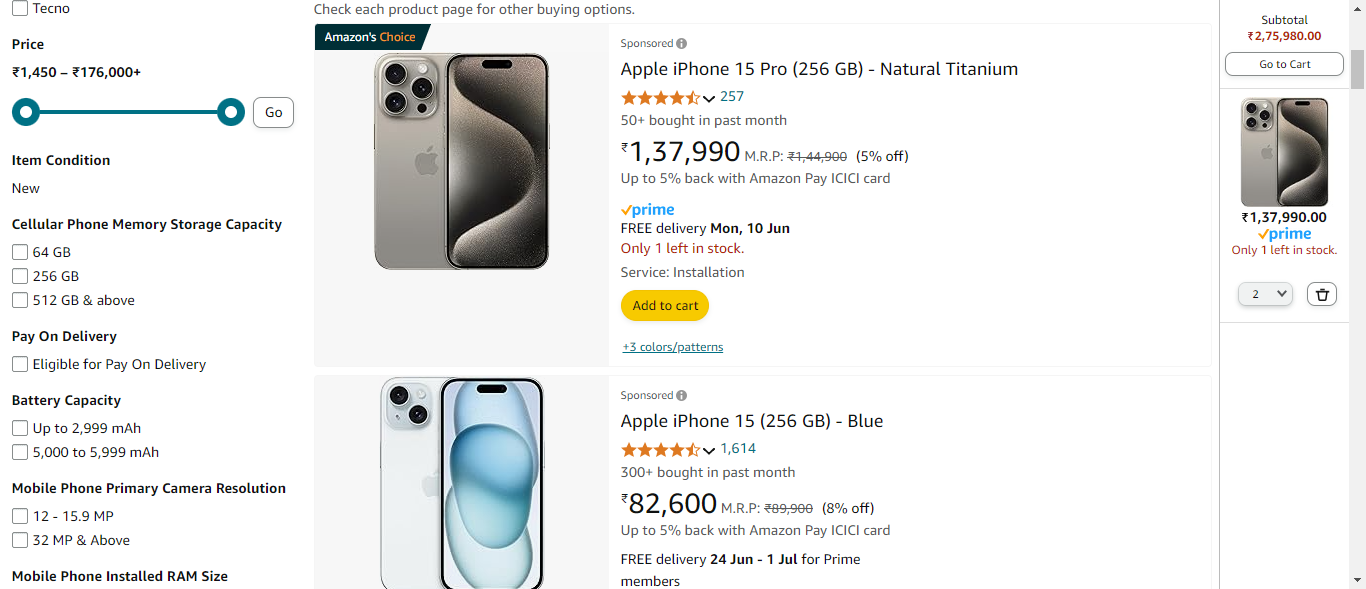 Tecno
Price
₹1,450 – ₹176,000+
Go
Item Condition
New
Cellular Phone Memory Storage Capacity
64 GB
256 GB
512 GB & above
Pay On Delivery
Eligible for Pay On Delivery
Battery Capacity
Up to 2,999 mAh
5,000 to 5,999 mAh
Mobile Phone Primary Camera Resolution
12 - 15.9 MP
32 MP & Above
Mobile Phone Installed RAM Size
Check each product page for other buying options.
Amazon's Choice
Sponsored
Apple iPhone 15 Pro (256 GB) - Natural Titanium
257
50+ bought in past month
₹1,37,990 M.R.P: ₹1,44,900 (5% off)
Up to 5% back with Amazon Pay ICICI card
prime
FREE delivery Mon, 10 Jun
Only 1 left in stock.
Service: Installation
Add to cart
+3 colors/patterns
Sponsored
Apple iPhone 15 (256 GB) - Blue
1,614
300+ bought in past month
₹82,600 M.R.P: ₹89,900 (8% off)
Up to 5% back with Amazon Pay ICICI card
FREE delivery 24 Jun - 1 Jul for Prime
members
Subtotal
₹2,75,980.00
Go to Cart
₹1,37,990.00
prime
Only 1 left in stock.
2